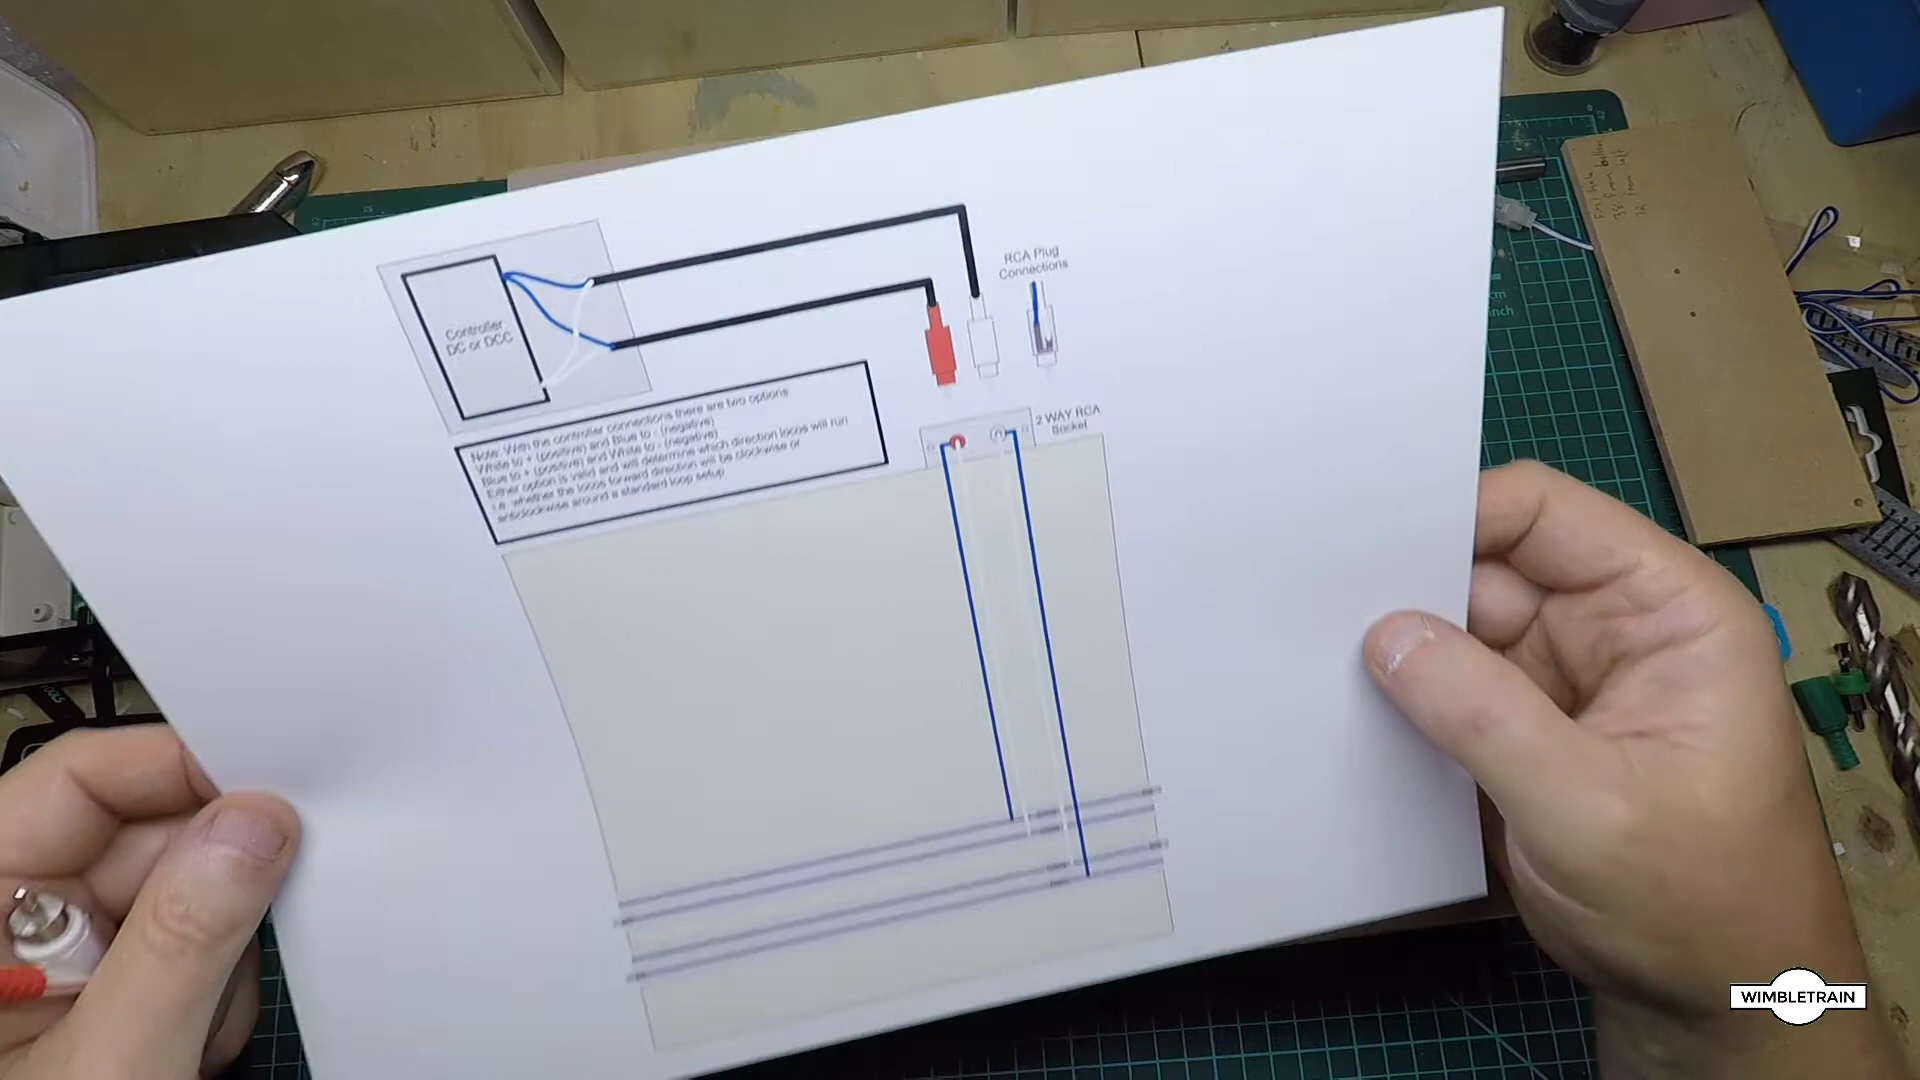 RCA Plug
Connections
Controller
DC or DCC
Note: With the controller connections there are two options
White to + (positive) and Blue to - (negative)
Blue to + (positive) and White to - (negative)
Either option is valid and will determine which direction locos will run
i.e. whether the locos forward direction will be clockwise or
anticlockwise around a standard loop setup
2 WAY RCA
Socket
cm
inch
WIMBLETRAIN